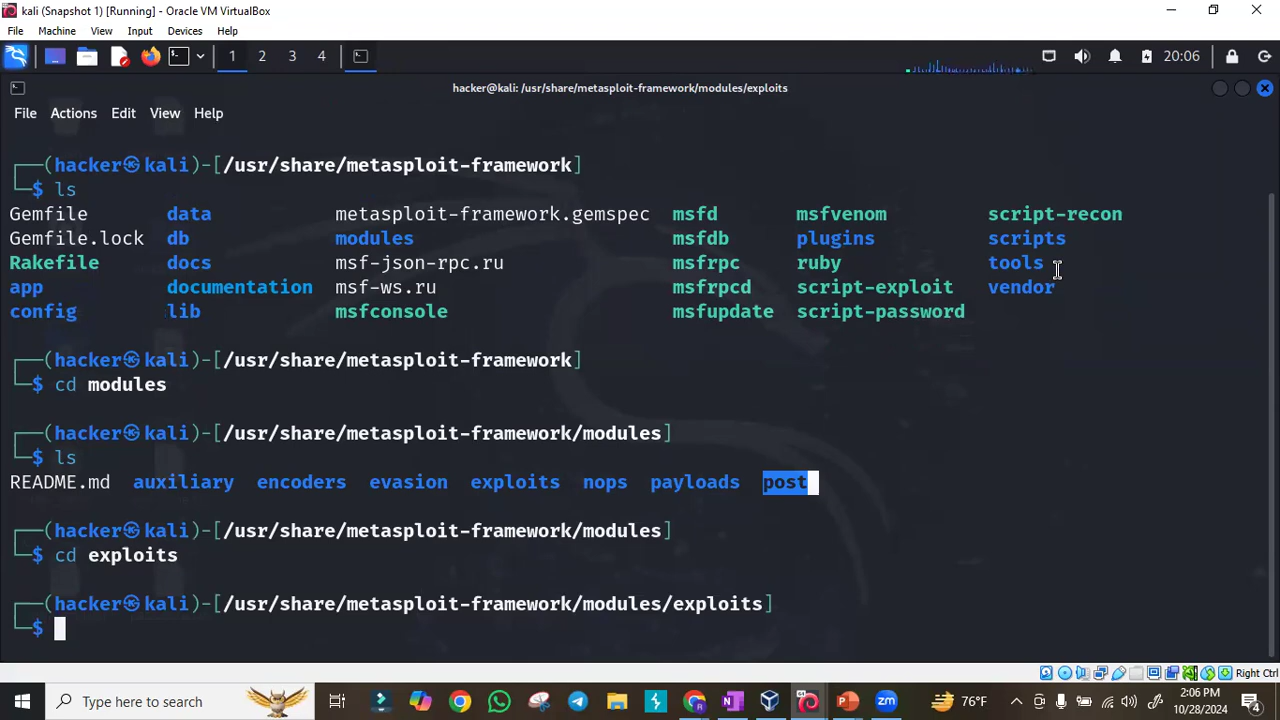 kali (Snapshot 1) [Running] - Oracle VM VirtualBox
File Machine View Input Devices Help
1 2 3 4 20:06
hacker@kali: /usr/share/metasploit-framework/modules/exploits
File Actions Edit View Help
(hacker㉿kali)-[/usr/share/metasploit-framework]
$ ls
Gemfile data metasploit-framework.gemspec msfd msfvenom script-recon
Gemfile.lock db modules msfdb plugins scripts
Rakefile docs msf-json-rpc.ru msfrpc ruby tools
app documentation msf-ws.ru msfrpcd script-exploit vendor
config lib msfconsole msfupdate script-password
(hacker㉿kali)-[/usr/share/metasploit-framework]
$ cd modules
(hacker㉿kali)-[/usr/share/metasploit-framework/modules]
$ ls
README.md auxiliary encoders evasion exploits nops payloads post
(hacker㉿kali)-[/usr/share/metasploit-framework/modules]
$ cd exploits
(hacker㉿kali)-[/usr/share/metasploit-framework/modules/exploits]
$
Right Ctrl
Type here to search 76°F 2:06 PM
10/28/2024 4